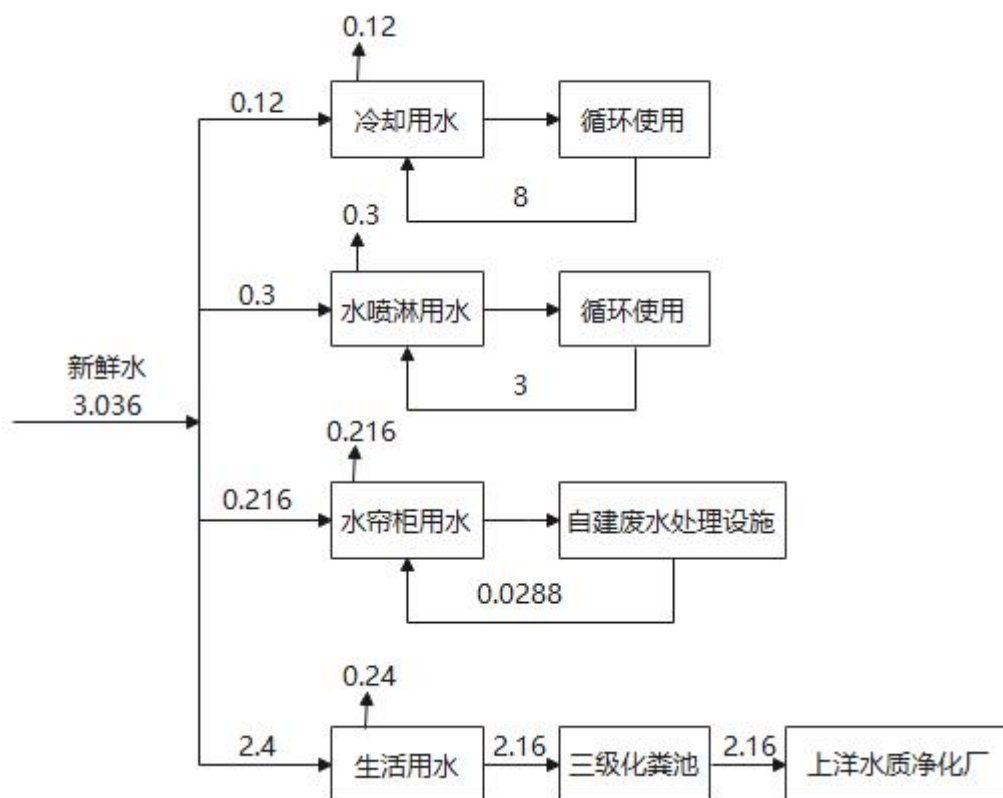 0.12
0.12
冷却用水
循环使用
8
0.3
0.3
水喷淋用水
循环使用
3
新鲜水
3.036
0.216
0.216
水帘柜用水
自建废水处理设施
0.0288
0.24
2.4
生活用水
2.16
三级化粪池
2.16
上洋水质净化厂